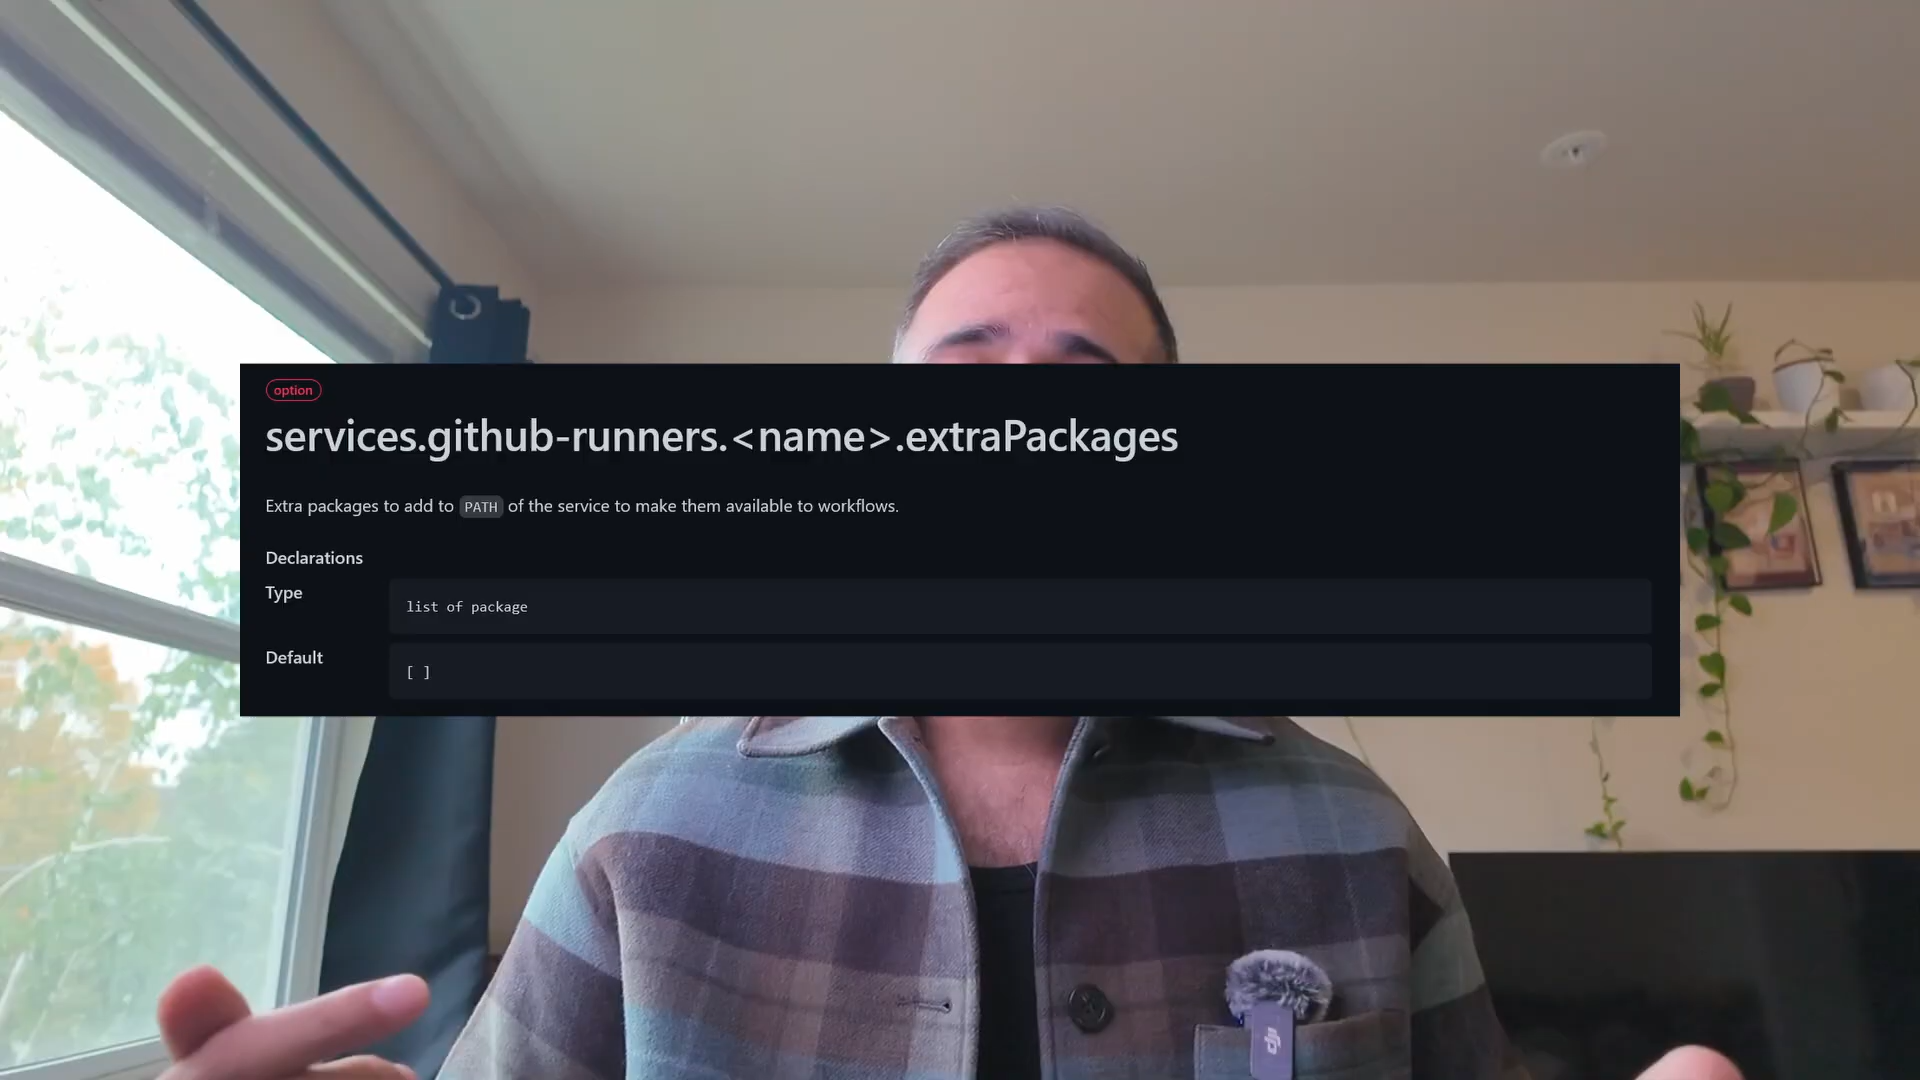 option
services.github-runners.<name>.extraPackages
Extra packages to add to PATH of the service to make them available to workflows.
Declarations
Type
list of package
Default
[ ]
dji